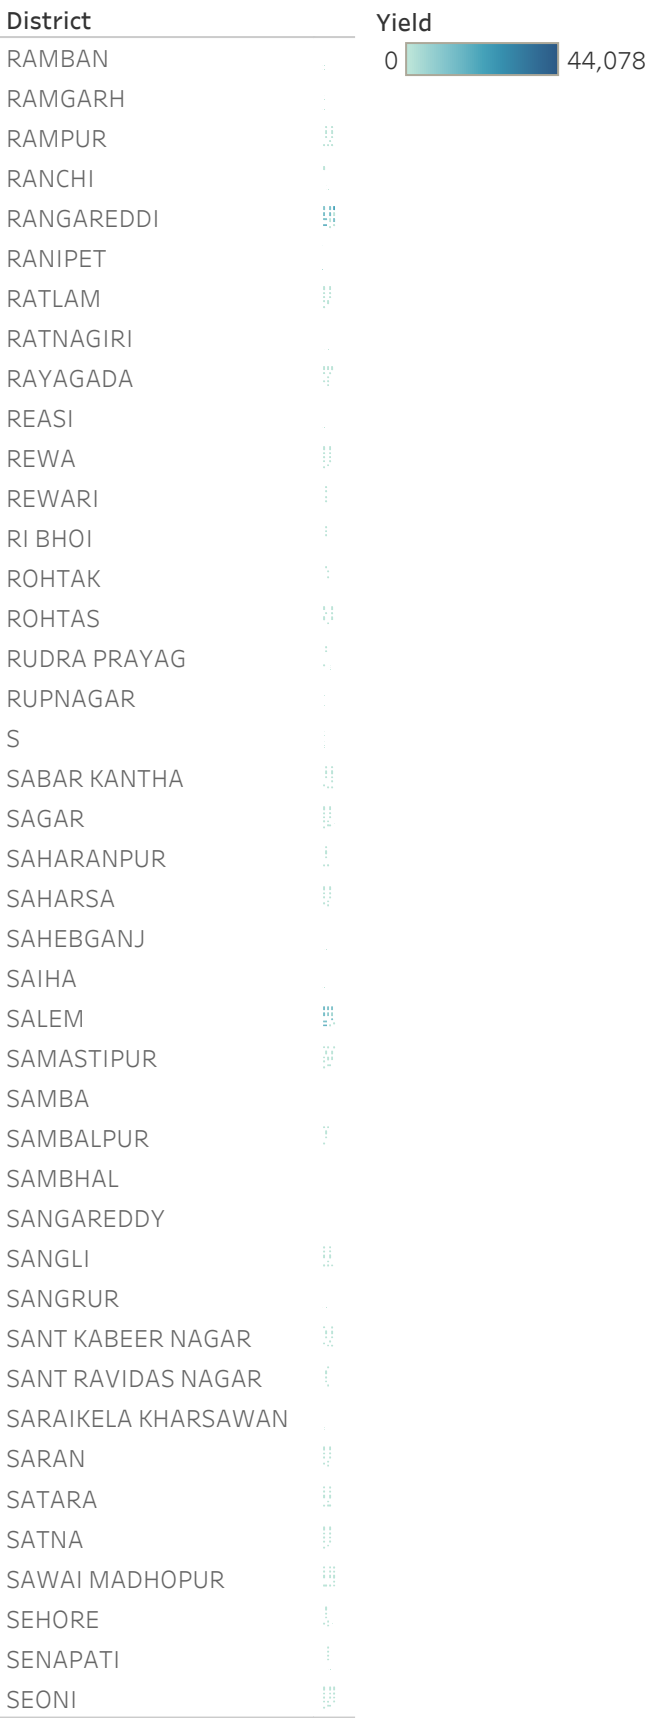 District
Yield
0 44,078
RAMBAN
RAMGARH
RAMPUR
RANCHI
RANGAREDDI
RANIPET
RATLAM
RATNAGIRI
RAYAGADA
REASI
REWA
REWARI
RI BHOI
ROHTAK
ROHTAS
RUDRA PRAYAG
RUPNAGAR
S
SABAR KANTHA
SAGAR
SAHARANPUR
SAHARSA
SAHEBGANJ
SAIHA
SALEM
SAMASTIPUR
SAMBA
SAMBALPUR
SAMBHAL
SANGAREDDY
SANGLI
SANGRUR
SANT KABEER NAGAR
SANT RAVIDAS NAGAR
SARAIKELA KHARSAWAN
SARAN
SATARA
SATNA
SAWAI MADHOPUR
SEHORE
SENAPATI
SEONI